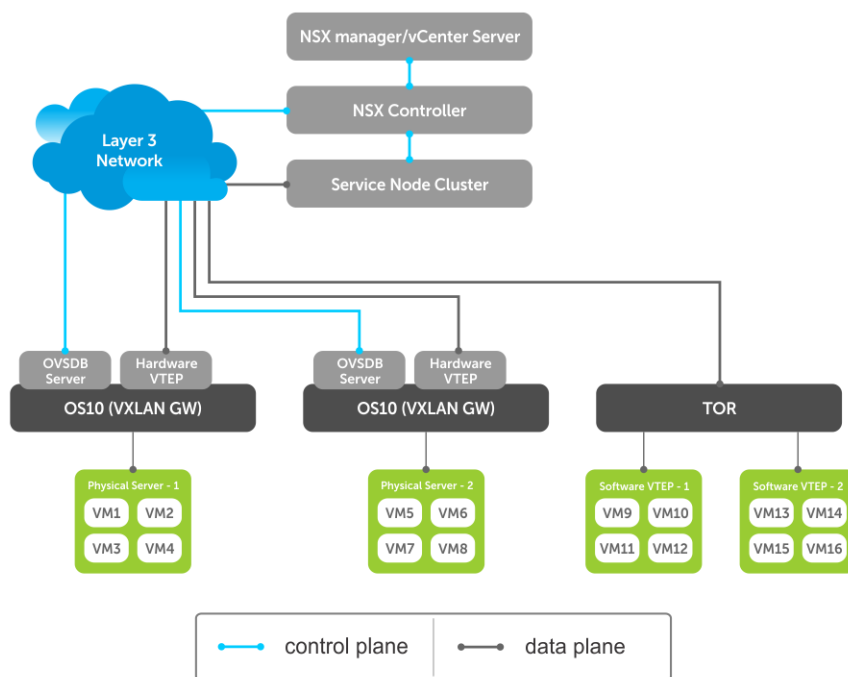 NSX manager/vCenter Server
NSX Controller
Layer 3
Network
Service Node Cluster
OVSDB
Server
Hardware
VTEP
OS10 (VXLAN GW)
OVSDB
Server
Hardware
VTEP
OS10 (VXLAN GW)
TOR
Physical Server - 1
VM1 VM2
VM3 VM4
Physical Server - 2
VM5 VM6
VM7 VM8
Software VTEP - 1
VM9 VM10
VM11 VM12
Software VTEP - 2
VM13 VM14
VM15 VM16
control plane
data plane